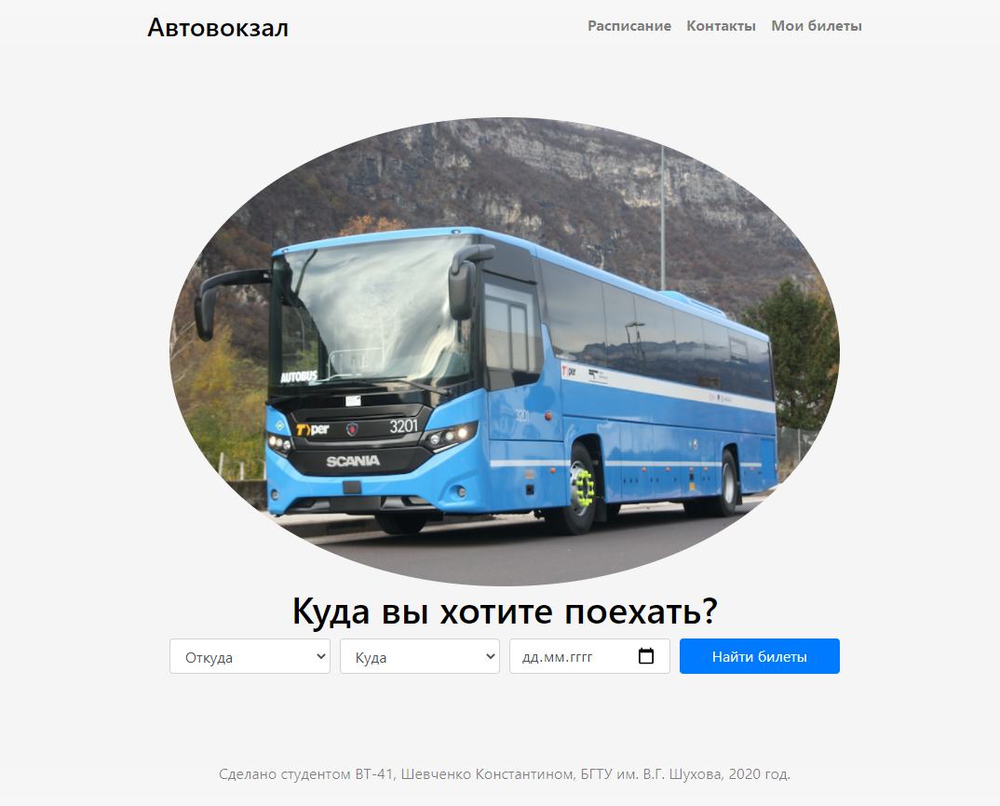 Автовокзал
Расписание Контакты Мои билеты
AUTOBUS
Tper 3201
SCANIA
3201
Tper
Куда вы хотите поехать?
Откуда Куда дд.мм.гггг Найти билеты
Сделано студентом ВТ-41, Шевченко Константином, БГТУ им. В.Г. Шухова, 2020 год.